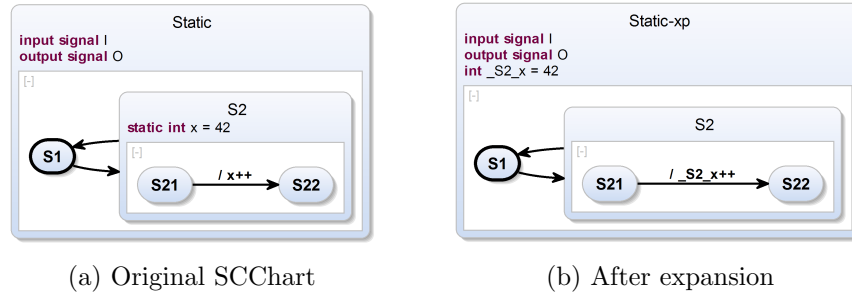 Static
input signal I
output signal O
[-]
S2
static int x = 42
[-]
S1
S21
/ x++
S22
(a) Original SCChart
Static-xp
input signal I
output signal O
int _S2_x = 42
[-]
S2
[-]
S1
S21
/ _S2_x++
S22
(b) After expansion